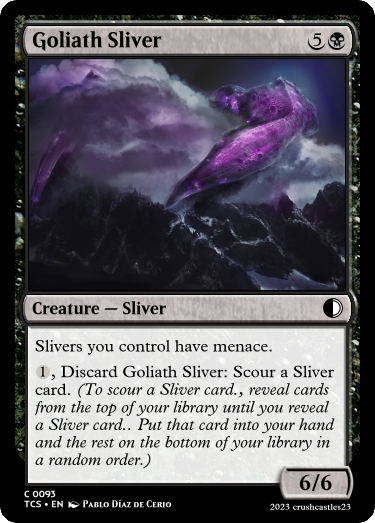 Goliath Sliver 5
Creature — Sliver
Slivers you control have menace.
1, Discard Goliath Sliver: Scour a Sliver
card. (To scour a Sliver card., reveal cards
from the top of your library until you reveal
a Sliver card.. Put that card into your hand
and the rest on the bottom of your library in
a random order.)
6/6
C 0093
TCS • EN Pablo Díaz de Cerio
2023 crushcastles23